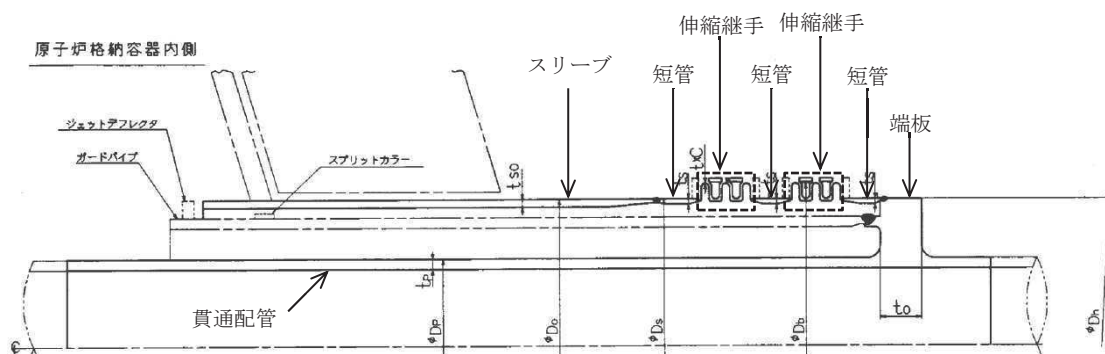 伸縮継手
伸縮継手
原子炉格納容器内側
スリーブ
短管
短管
短管
端板
ジェットデフレクタ
ガードパイプ
スプリットカラー
tso
ts
t×C
ts
ts
tp
貫通配管
to
φDp
φDo
φDs
φDb
φDh